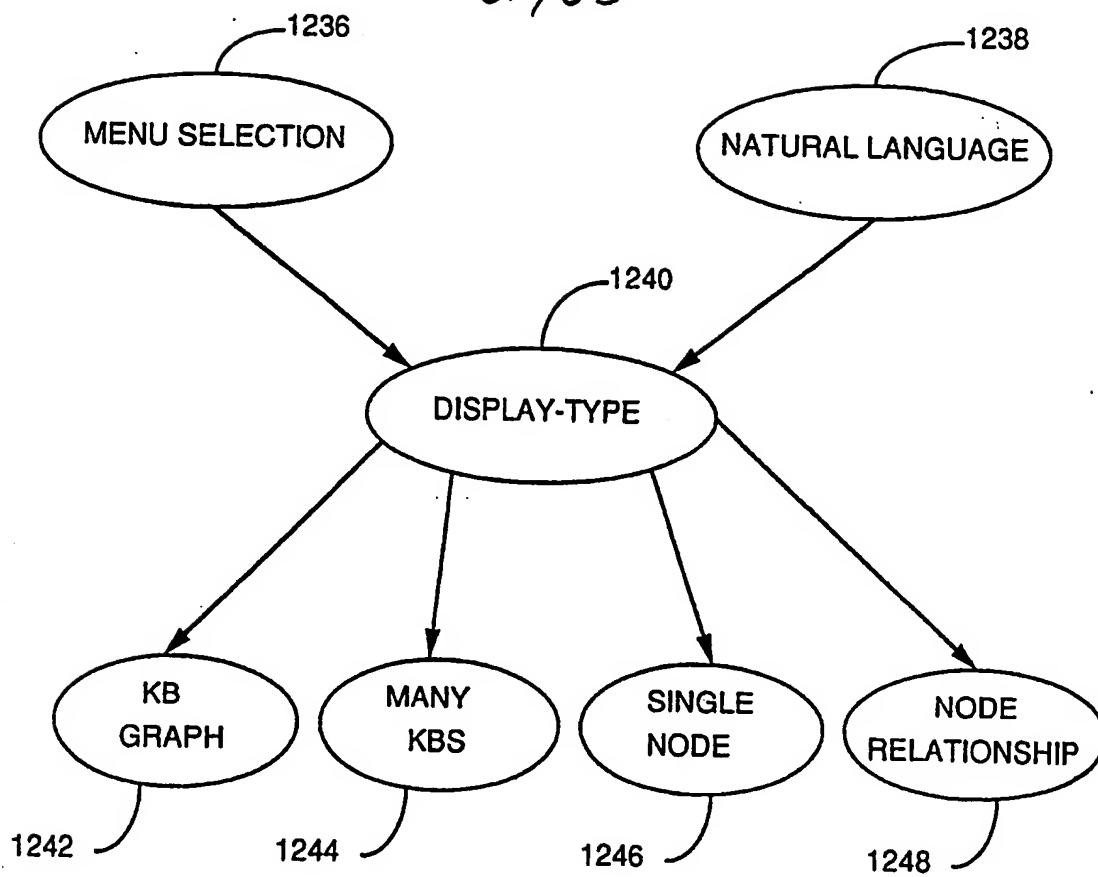 1236
1238
MENU SELECTION
NATURAL LANGUAGE
1240
DISPLAY-TYPE
KB
GRAPH
MANY
KBS
SINGLE
NODE
NODE
RELATIONSHIP
1242
1244
1246
1248